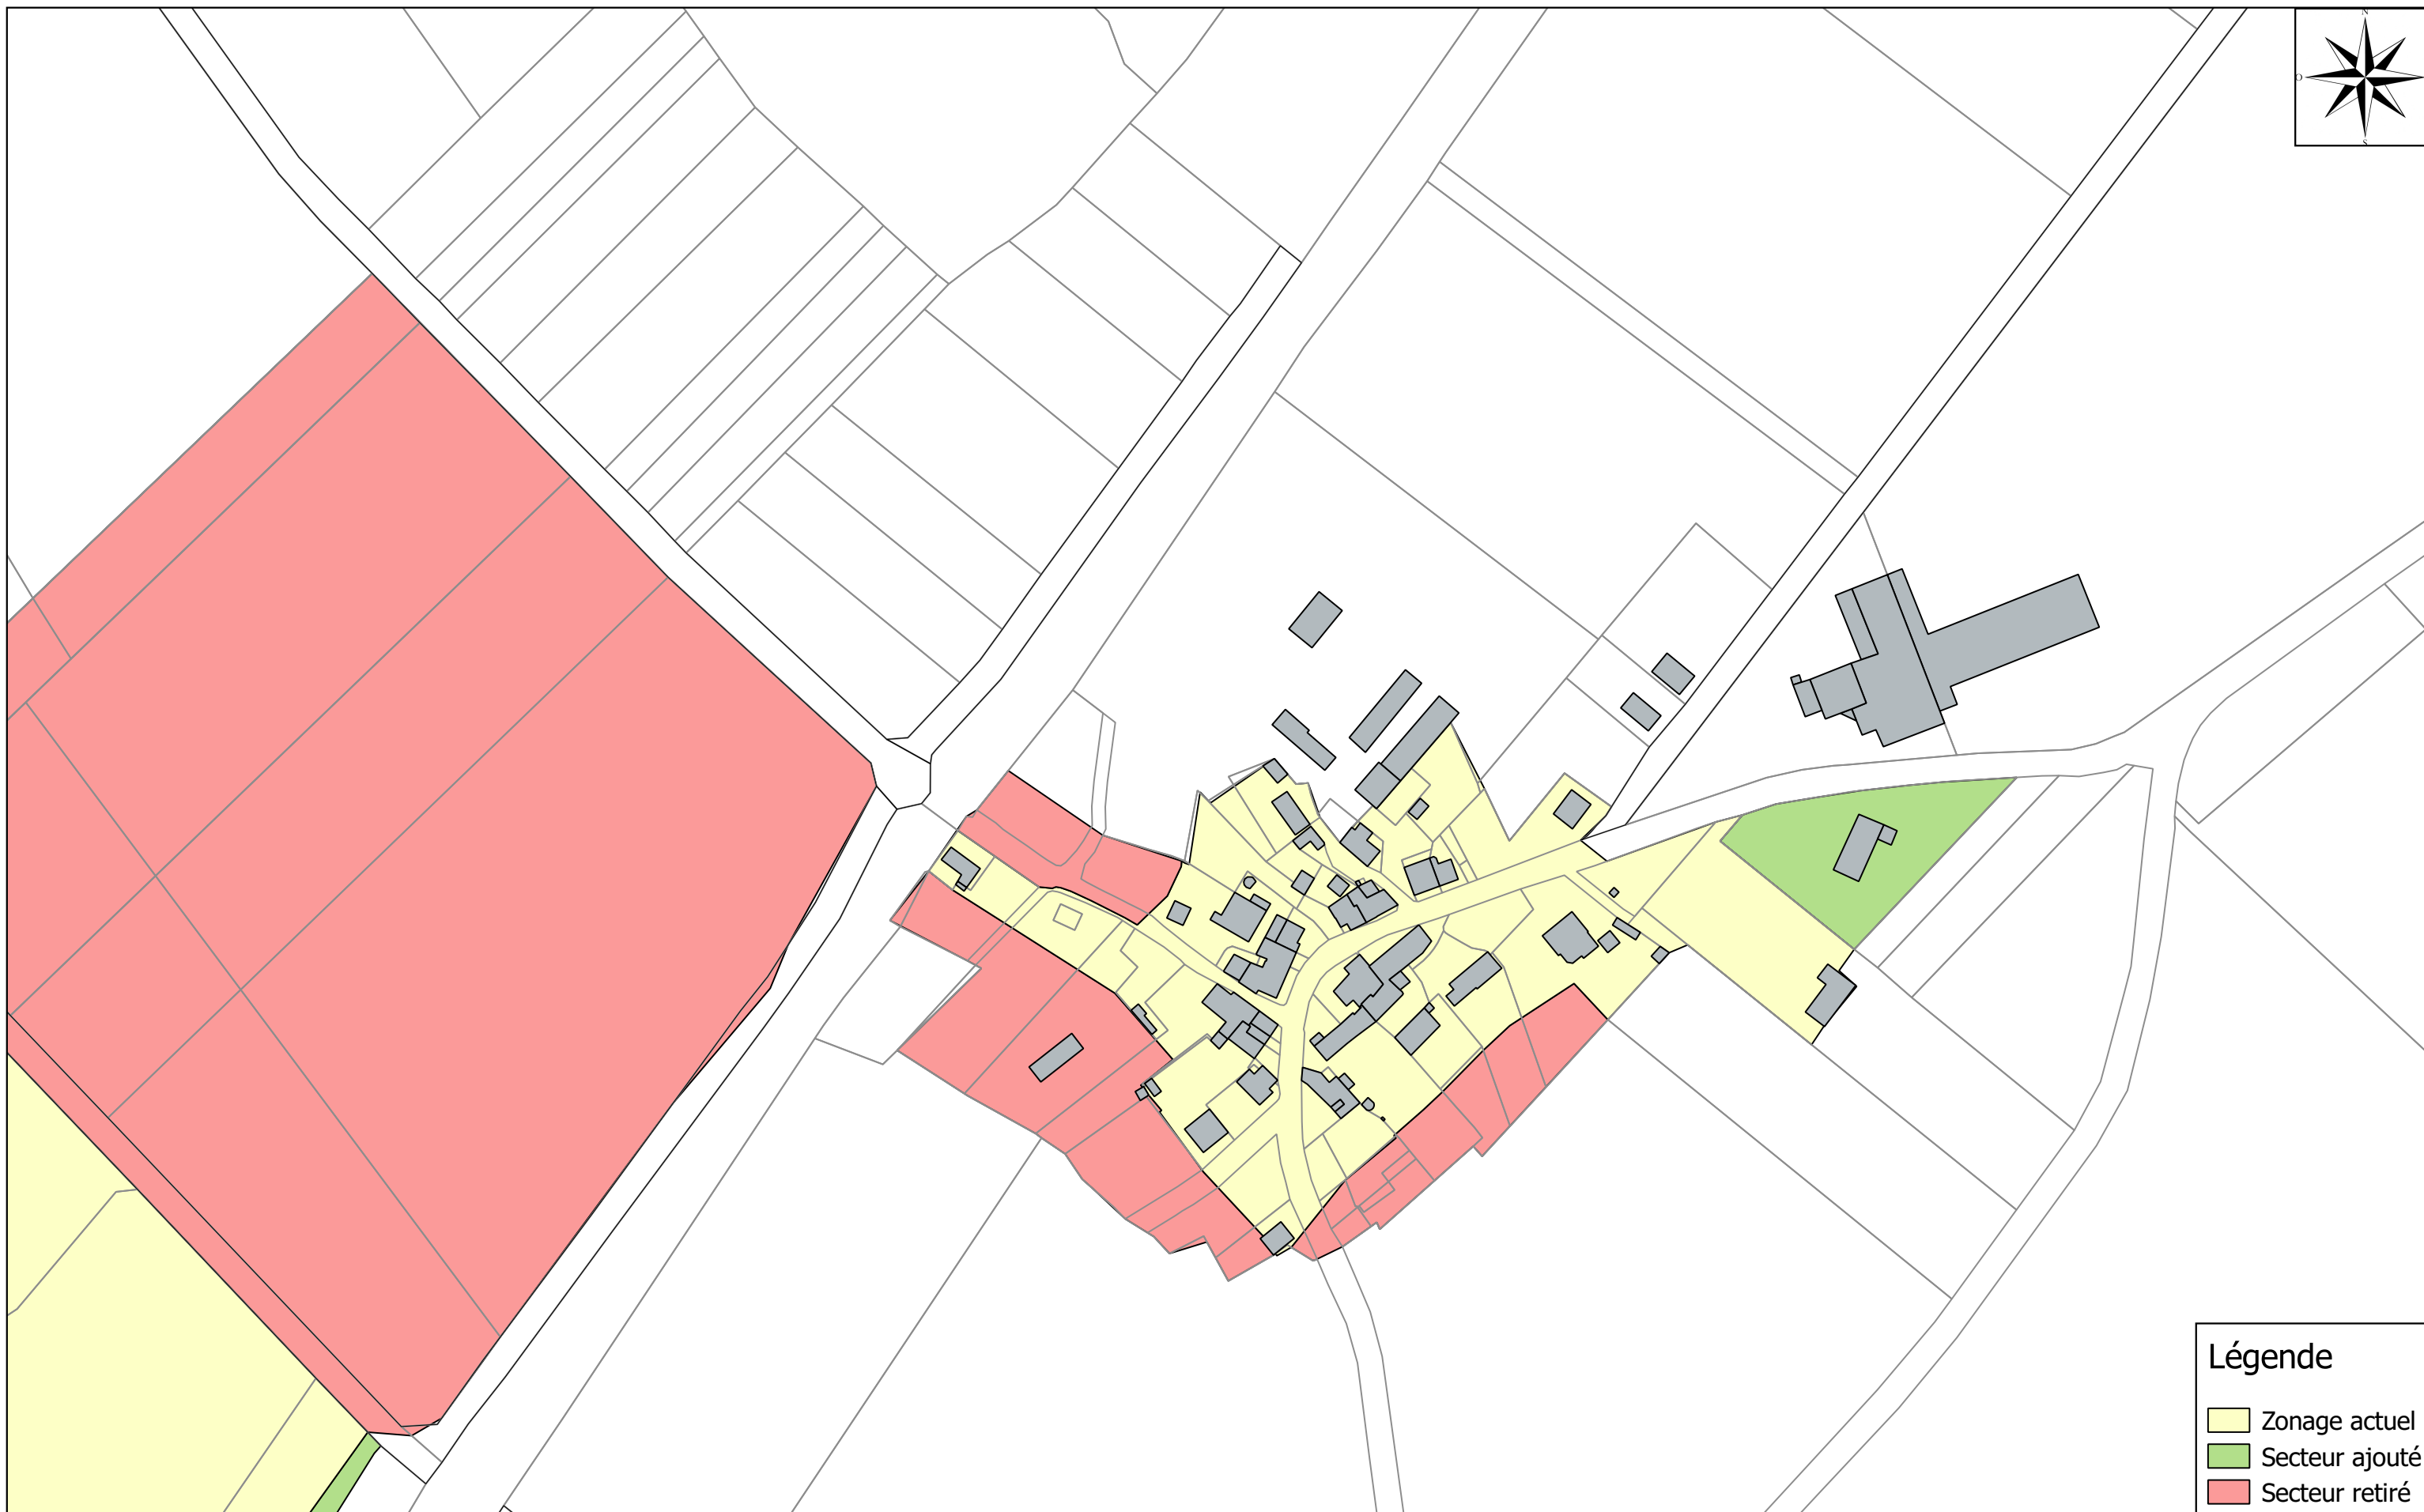 N
O
S
Légende
Zonage actuel
Secteur ajouté
Secteur retiré